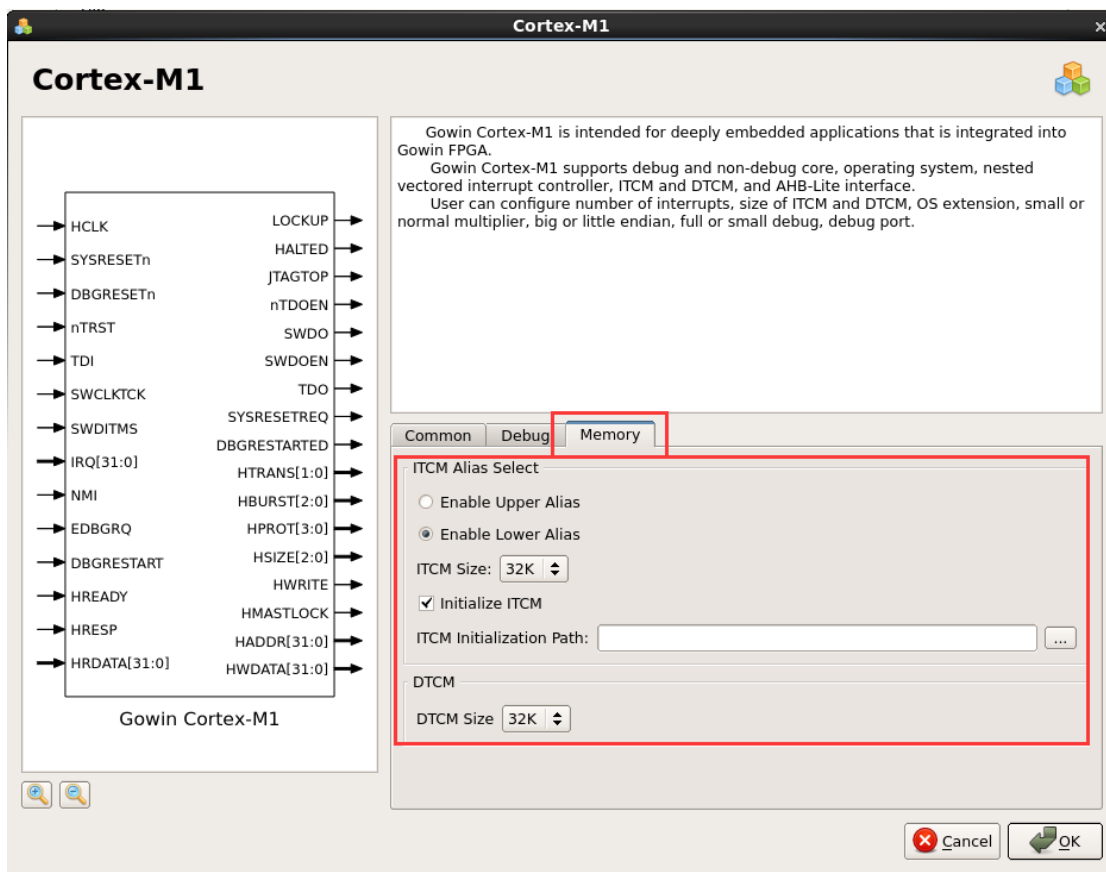 Cortex-M1
Cortex-M1
HCLK
SYSRESETn
DBGRESETn
nTRST
TDI
SWCLKTCK
SWDITMS
IRQ[31:0]
NMI
EDBGRQ
DBGRESTART
HREADY
HRESP
HRDATA[31:0]
LOCKUP
HALTED
JTAGTOP
nTDOEN
SWDO
SWDOEN
TDO
SYSRESETREQ
DBGRESTARTED
HTRANS[1:0]
HBURST[2:0]
HPROT[3:0]
HSIZE[2:0]
HWRITE
HMASTLOCK
HADDR[31:0]
HWDATA[31:0]
Gowin Cortex-M1
Gowin Cortex-M1 is intended for deeply embedded applications that is integrated into
Gowin FPGA.
Gowin Cortex-M1 supports debug and non-debug core, operating system, nested
vectored interrupt controller, ITCM and DTCM, and AHB-Lite interface.
User can configure number of interrupts, size of ITCM and DTCM, OS extension, small or
normal multiplier, big or little endian, full or small debug, debug port.
Common Debug Memory
ITCM Alias Select
Enable Upper Alias
Enable Lower Alias
ITCM Size: 32K
Initialize ITCM
ITCM Initialization Path: ...
DTCM
DTCM Size 32K
Cancel OK